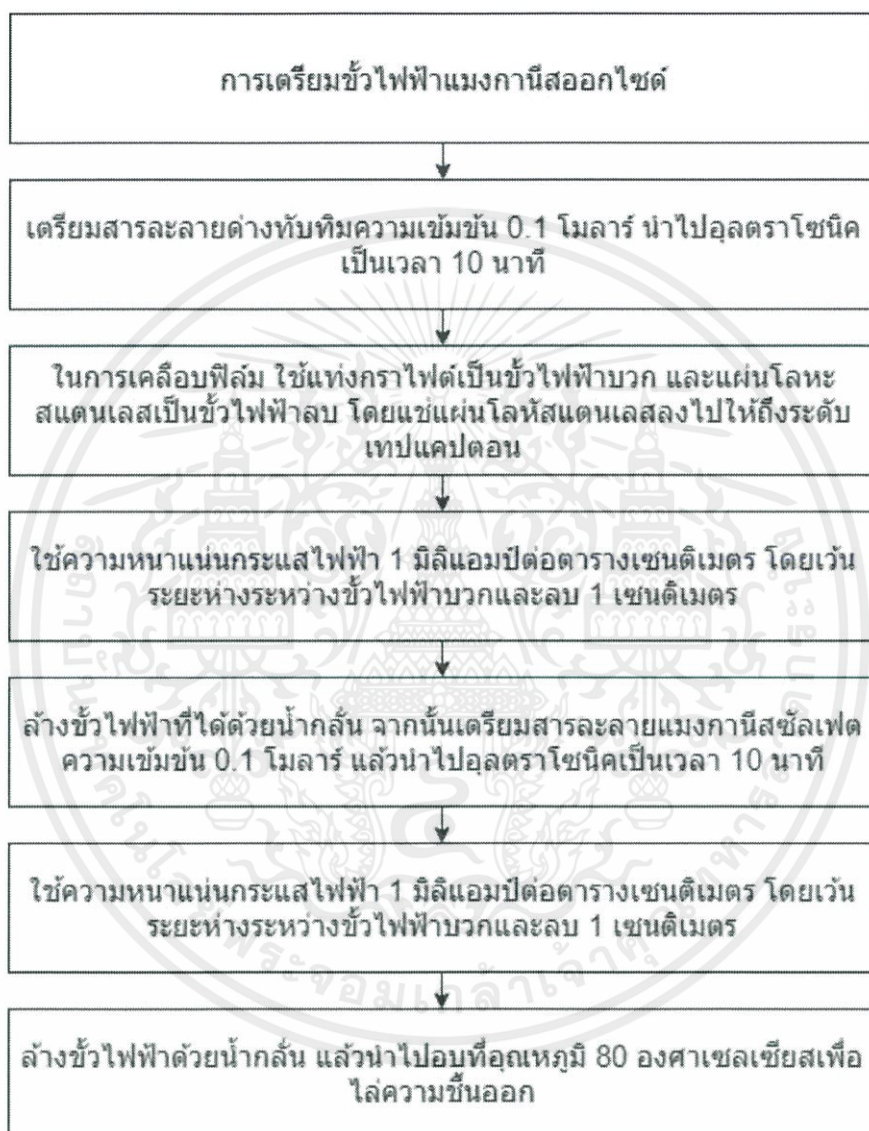 การเตรียมขั้วไฟฟ้าแมงกานีสออกไซด์
เตรียมสารละลายด่างทับทิมความเข้มข้น 0.1 โมลาร์ นำไปอุลตราโซนิค
เป็นเวลา 10 นาที
ในการเคลือบฟิล์ม ใช้แท่งกราไฟต์เป็นขั้วไฟฟ้าบวก และแผ่นโลหะ
สแตนเลสเป็นขั้วไฟฟ้าลบ โดยแช่แผ่นโลหัสแตนเลสลงไปให้ถึงระดับ
เทปแคปตอน
ใช้ความหนาแน่นกระแสไฟฟ้า 1 มิลิแอมป์ต่อตารางเซนติเมตร โดยเว้น
ระยะห่างระหว่างขั้วไฟฟ้าบวกและลบ 1 เซนติเมตร
ล้างขั้วไฟฟ้าที่ได้ด้วยน้ำกลั่น จากนั้นเตรียมสารละลายแมงกานีสซัลเฟต
ความเข้มข้น 0.1 โมลาร์ แล้วนำไปอุลตราโซนิคเป็นเวลา 10 นาที
ใช้ความหนาแน่นกระแสไฟฟ้า 1 มิลิแอมป์ต่อตารางเซนติเมตร โดยเว้น
ระยะห่างระหว่างขั้วไฟฟ้าบวกและลบ 1 เซนติเมตร
ล้างขั้วไฟฟ้าด้วยน้ำกลั่น แล้วนำไปอบที่อุณหภูมิ 80 องศาเซลเซียสเพื่อ
ไล่ความชื้นออก